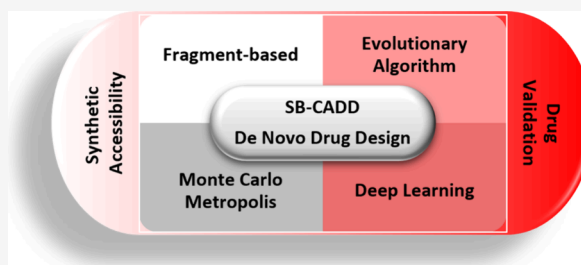 Synthetic
Accessibility
Fragment-based
Evolutionary
Algorithm
SB-CADD
De Novo Drug Design
Monte Carlo
Metropolis
Deep Learning
Drug
Validation